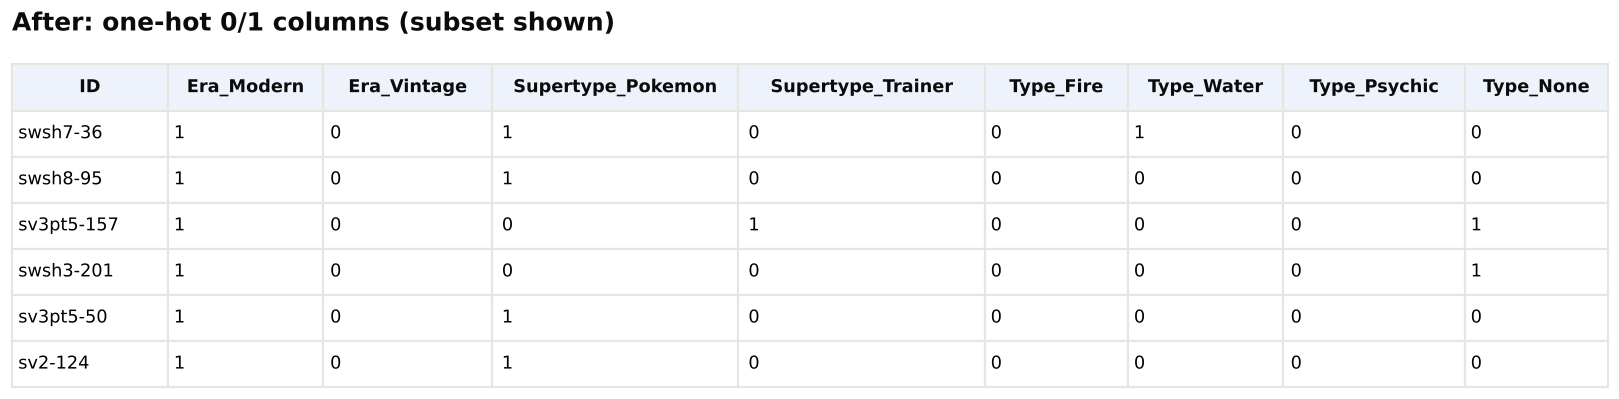 After: one-hot 0/1 columns (subset shown)
ID Era_Modern Era_Vintage Supertype_Pokemon Supertype_Trainer Type_Fire Type_Water Type_Psychic Type_None
swsh7-36 1 0 1 0 0 1 0 0
swsh8-95 1 0 1 0 0 0 0 0
sv3pt5-157 1 0 0 1 0 0 0 1
swsh3-201 1 0 0 0 0 0 0 1
sv3pt5-50 1 0 1 0 0 0 0 0
sv2-124 1 0 1 0 0 0 0 0